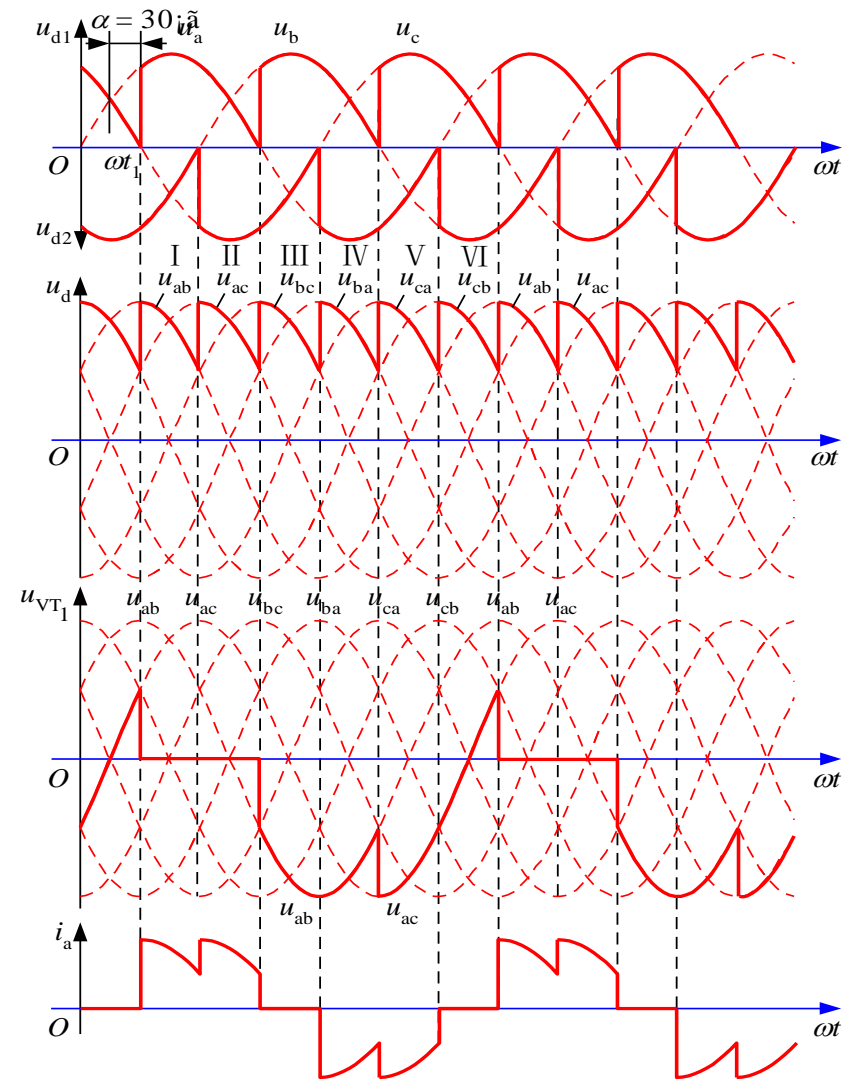 α = 30¡ã
u_d1 u_a u_b u_c
O ωt_1 ωt
u_d2
Ⅰ Ⅱ Ⅲ Ⅳ Ⅴ Ⅵ
u_d u_ab u_ac u_bc u_ba u_ca u_cb u_ab u_ac
O ωt
u_VT1 u_ab u_ac u_bc u_ba u_ca u_cb u_ab u_ac
O ωt
u_ab u_ac
i_a
O ωt